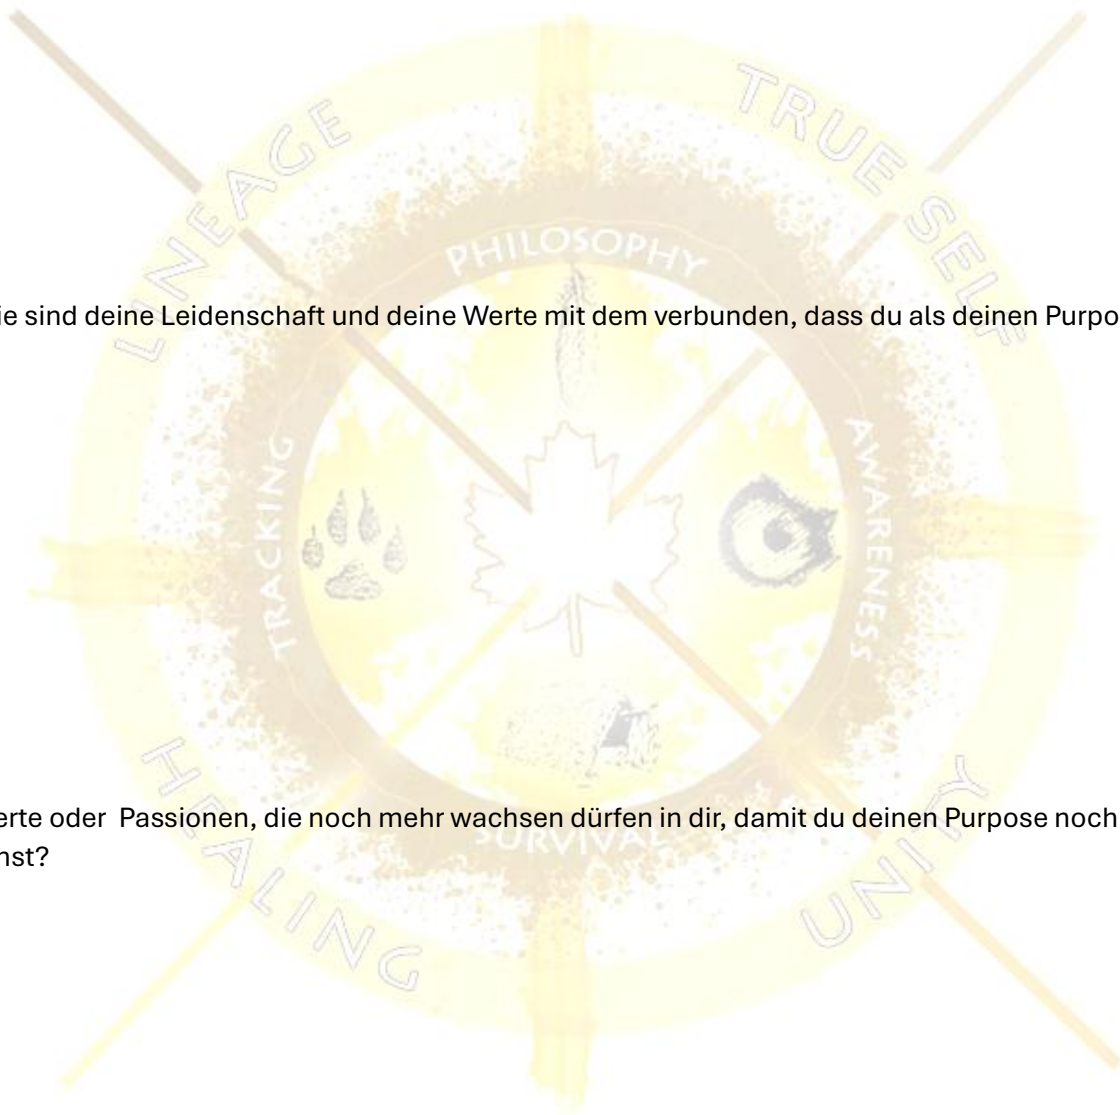 LINEAGE
TRUE SELF
PHILOSOPHY
ie sind deine Leidenschaft und deine Werte mit dem verbunden, dass du als deinen Purpo
TRACKING
AWARENESS
erte oder  Passionen, die noch mehr wachsen dürfen in dir, damit du deinen Purpose noch
nst?
SURVIVAL
HEALING
UNITY